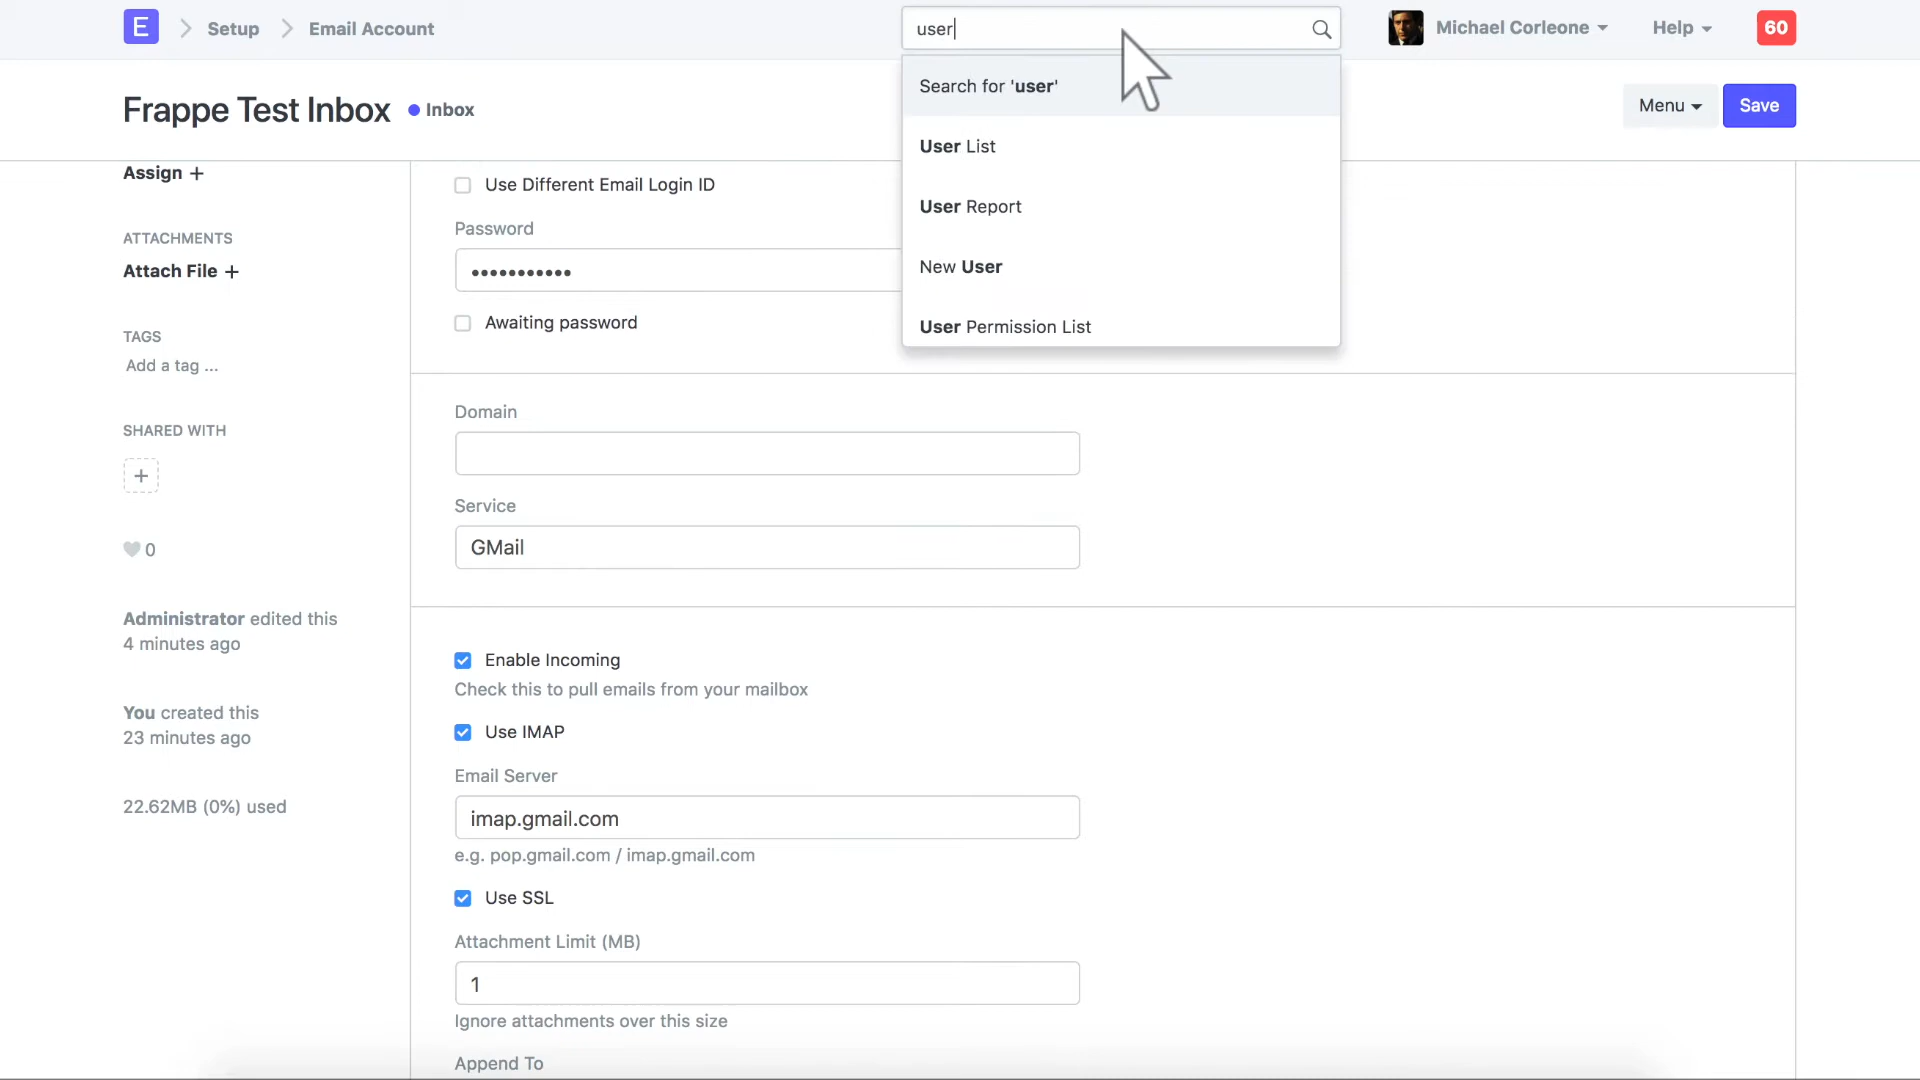 E Setup Email Account
user
Michael Corleone
Help
60
Frappe Test Inbox
Inbox
Menu
Save
Search for 'user'
User List
User Report
New User
User Permission List
Assign +
ATTACHMENTS
Attach File +
TAGS
Add a tag ...
SHARED WITH
+
0
Administrator edited this
4 minutes ago
You created this
23 minutes ago
22.62MB (0%) used
Use Different Email Login ID
Password
•••••••••••
Awaiting password
Domain
Service
GMail
Enable Incoming
Check this to pull emails from your mailbox
Use IMAP
Email Server
imap.gmail.com
e.g. pop.gmail.com / imap.gmail.com
Use SSL
Attachment Limit (MB)
1
Ignore attachments over this size
Append To